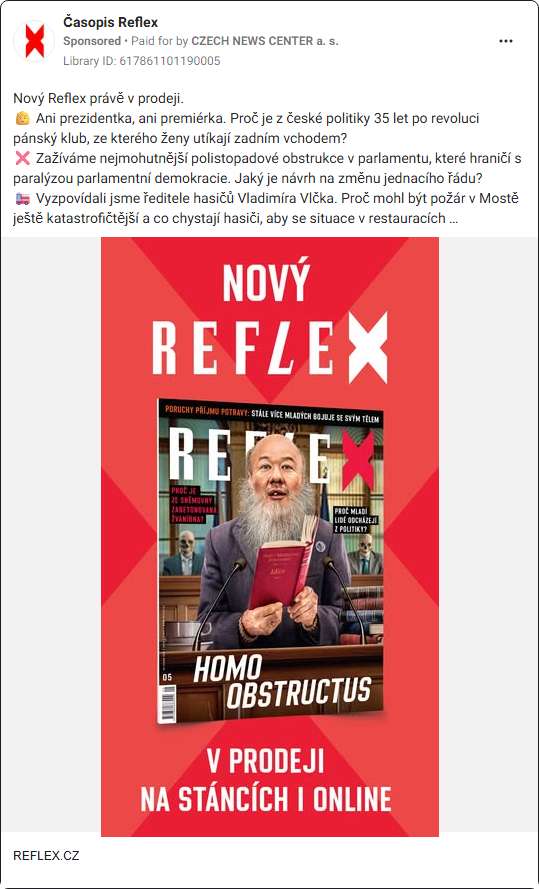 Časopis Reflex
Sponsored • Paid for by CZECH NEWS CENTER a. s.
Library ID: 617861101190005
Nový Reflex právě v prodeji.
Ani prezidentka, ani premiérka. Proč je z české politiky 35 let po revoluci
pánský klub, ze kterého ženy utíkají zadním vchodem?
Zažíváme nejmohutnější polistopadové obstrukce v parlamentu, které hraničí s
paralýzou parlamentní demokracie. Jaký je návrh na změnu jednacího řádu?
Vyzpovídali jsme ředitele hasičů Vladimíra Vlčka. Proč mohl být požár v Mostě
ještě katastrofičtější a co chystají hasiči, aby se situace v restauracích ...
NOVÝ
REFLEX
PORUCHY PŘÍJMU POTRAVY: STÁLE VÍCE MLADÝCH BOJUJE SE SVÝM TĚLEM
REFLEX
PROČ JE
ZE SNĚMOVNY
ZABETONOVANÁ
ŽVANÍRNA?
PROČ MLADÍ
LIDÉ ODCHÁZEJÍ
Z POLITIKY?
05
HOMO
OBSTRUCTUS
V PRODEJI
NA STÁNCÍCH I ONLINE
REFLEX.CZ